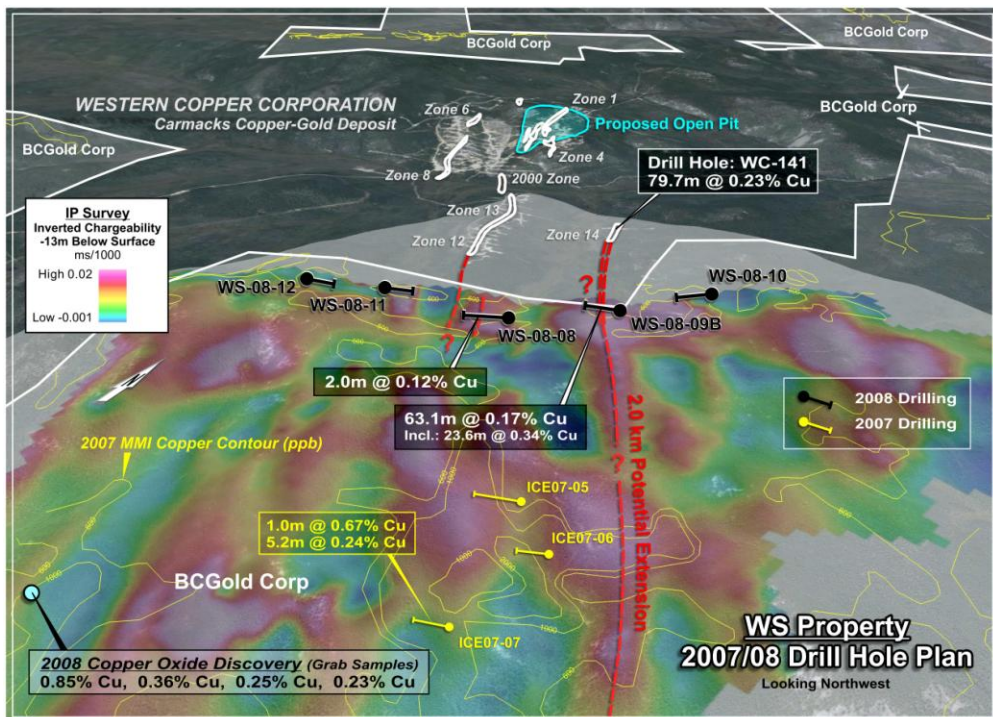 BCGold Corp
BCGold Corp
WESTERN COPPER CORPORATION
Carmacks Copper-Gold Deposit
Zone 6
Zone 1
Proposed Open Pit
BCGold Corp
BCGold Corp
Zone 4
Zone 8
2000 Zone
Drill Hole: WC-141
79.7m @ 0.23% Cu
Zone 13
Zone 12
Zone 14
IP Survey
Inverted Chargeability
-13m Below Surface
ms/1000
High 0.02
Low -0.001
WS-08-12
WS-08-11
WS-08-08
?
WS-08-09B
WS-08-10
?
2.0m @ 0.12% Cu
63.1m @ 0.17% Cu
Incl.: 23.6m @ 0.34% Cu
2008 Drilling
2007 Drilling
N
2.0 km Potential Extension
?
2007 MMI Copper Contour (ppb)
ICE07-05
1.0m @ 0.67% Cu
5.2m @ 0.24% Cu
ICE07-06
BCGold Corp
ICE07-07
2008 Copper Oxide Discovery (Grab Samples)
0.85% Cu, 0.36% Cu, 0.25% Cu, 0.23% Cu
WS Property
2007/08 Drill Hole Plan
Looking Northwest